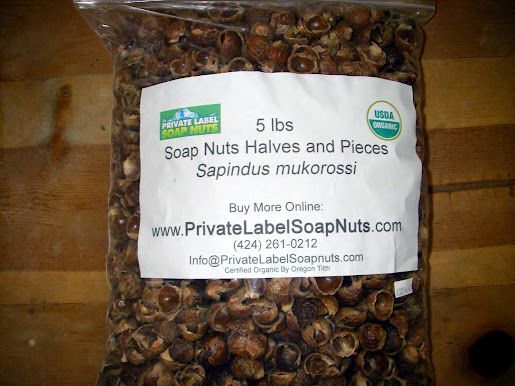 PRIVATE LABEL
SOAP NUTS
USDA
ORGANIC
5 lbs
Soap Nuts Halves and Pieces
Sapindus mukorossi
Buy More Online:
www.PrivateLabelSoapNuts.com
(424) 261-0212
Info@PrivateLabelSoapnuts.com
Certified Organic By Oregon Tilth